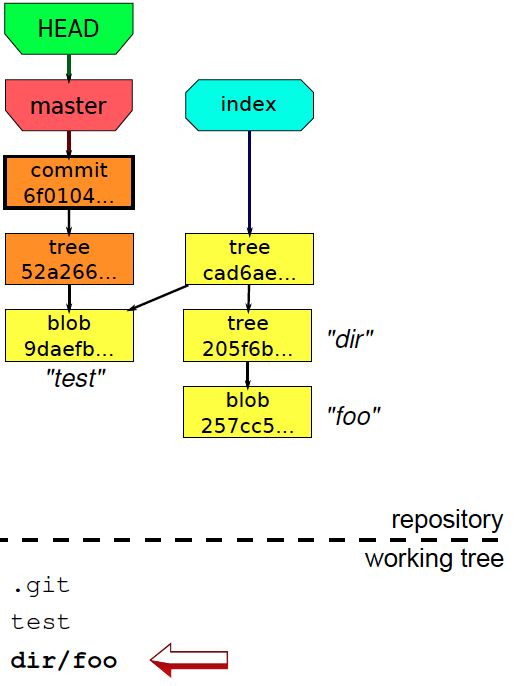 HEAD
master
index
commit
6f0104...
tree
52a266...
tree
cad6ae...
blob
9daefb...
tree
205f6b...
"dir"
"test"
blob
257cc5...
"foo"
repository
working tree
.git
test
dir/foo